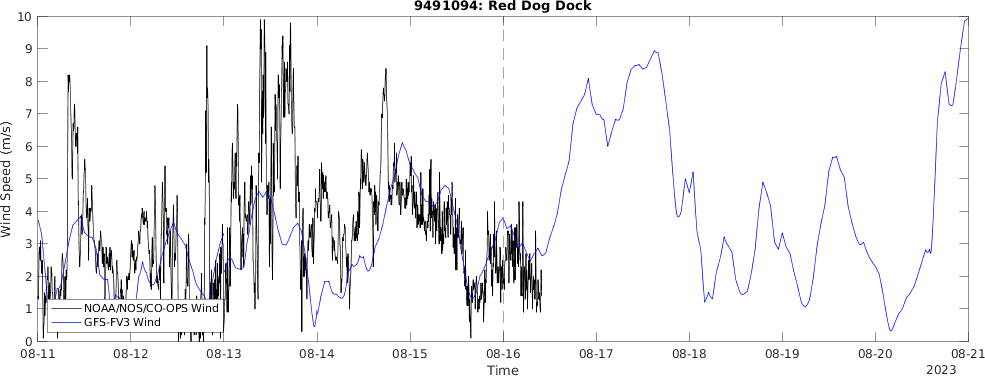 9491094: Red Dog Dock
Wind Speed (m/s)
10
9
8
7
6
5
4
3
2
1
0
NOAA/NOS/CO-OPS Wind
GFS-FV3 Wind
08-11 08-12 08-13 08-14 08-15 08-16 08-17 08-18 08-19 08-20 08-21
Time
2023